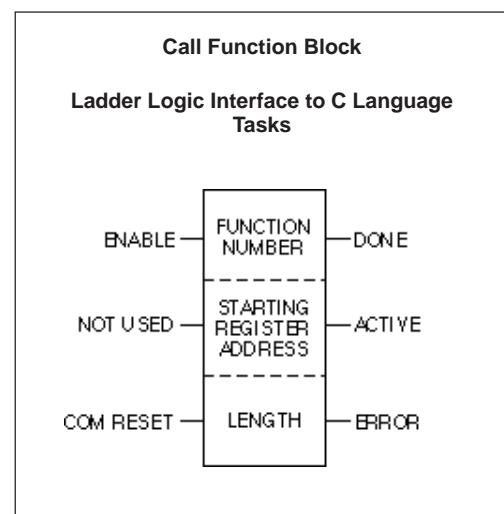 Call Function Block
Ladder Logic Interface to C Language
Tasks
ENABLE
FUNCTION
NUMBER
DONE
NOT USED
STARTING
REGISTER
ADDRESS
ACTIVE
COM RESET
LENGTH
ERROR